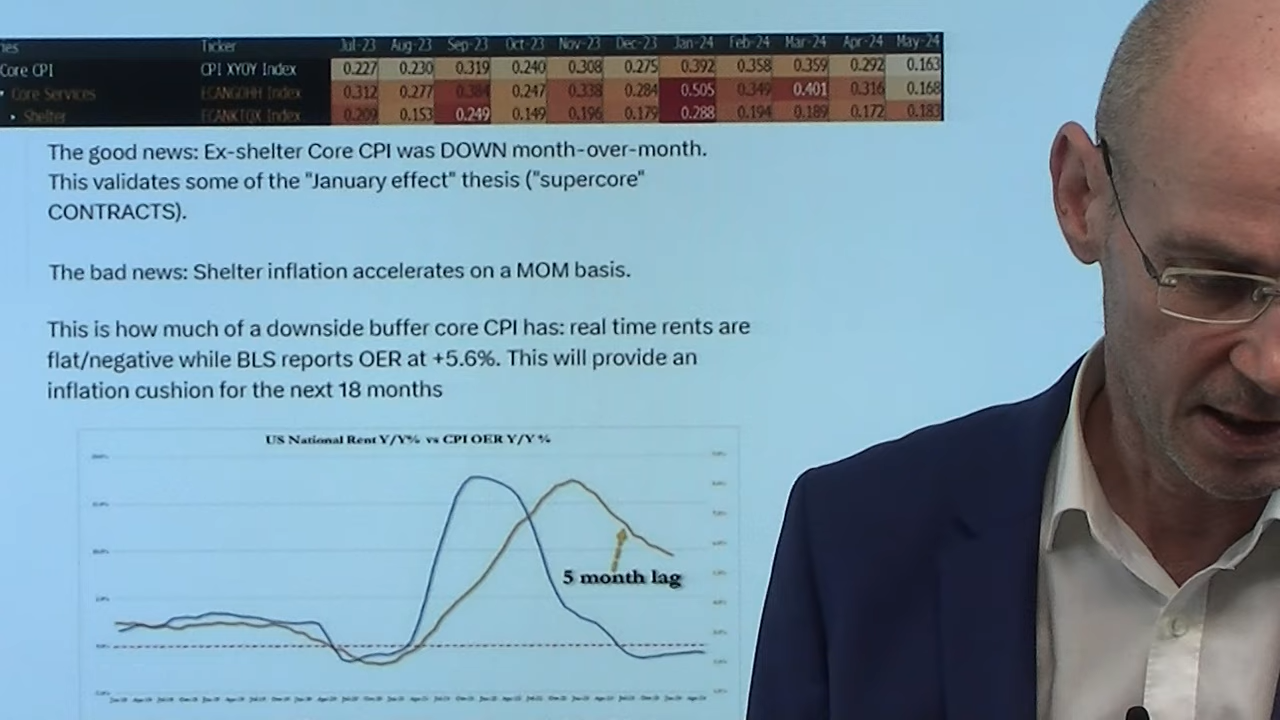 ies Ticker Jul-23 Aug-23 Sep-23 Oct-23 Nov-23 Dec-23 Jan-24 Feb-24 Mar-24 Apr-24 May-24
Core CPI CPI XYOY Index 0.227 0.230 0.319 0.240 0.308 0.275 0.392 0.358 0.359 0.292 0.163
Core Services Index 0.312 0.277 0.384 0.247 0.338 0.284 0.505 0.349 0.401 0.316 0.168
Shelter Index 0.209 0.153 0.249 0.149 0.196 0.179 0.288 0.194 0.189 0.172 0.183
The good news: Ex-shelter Core CPI was DOWN month-over-month.
This validates some of the "January effect" thesis ("supercore"
CONTRACTS).
The bad news: Shelter inflation accelerates on a MOM basis.
This is how much of a downside buffer core CPI has: real time rents are
flat/negative while BLS reports OER at +5.6%. This will provide an
inflation cushion for the next 18 months
US National Rent Y/Y% vs CPI OER Y/Y %
5 month lag